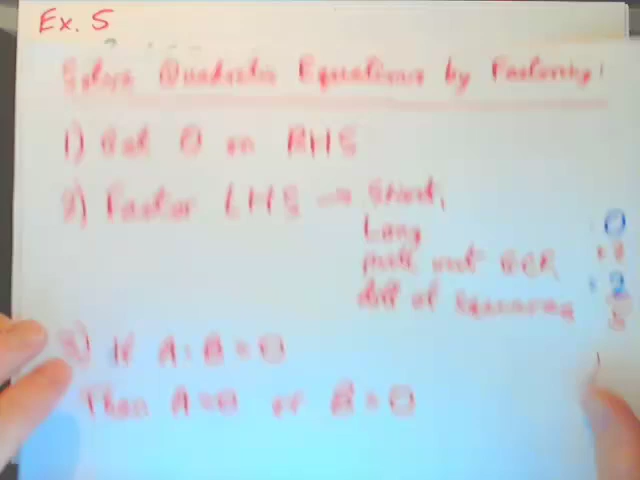 Ex. 5
Solve Quadratic Equations by Factoring:
1) Get 0 on RHS
2) Factor LHS → Short,
Long
pull out GCF
diff of squares
3) If A · B = 0
Then A = 0 or B = 0